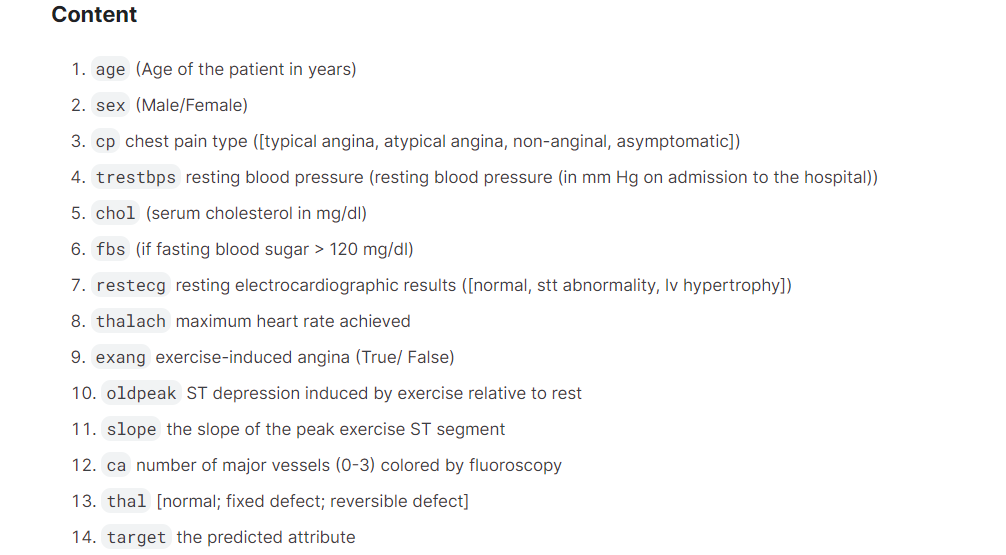 Content
1. age (Age of the patient in years)
2. sex (Male/Female)
3. cp chest pain type ([typical angina, atypical angina, non-anginal, asymptomatic])
4. trestbps resting blood pressure (resting blood pressure (in mm Hg on admission to the hospital))
5. chol (serum cholesterol in mg/dl)
6. fbs (if fasting blood sugar > 120 mg/dl)
7. restecg resting electrocardiographic results ([normal, stt abnormality, lv hypertrophy])
8. thalach maximum heart rate achieved
9. exang exercise-induced angina (True/ False)
10. oldpeak ST depression induced by exercise relative to rest
11. slope the slope of the peak exercise ST segment
12. ca number of major vessels (0-3) colored by fluoroscopy
13. thal [normal; fixed defect; reversible defect]
14. target the predicted attribute